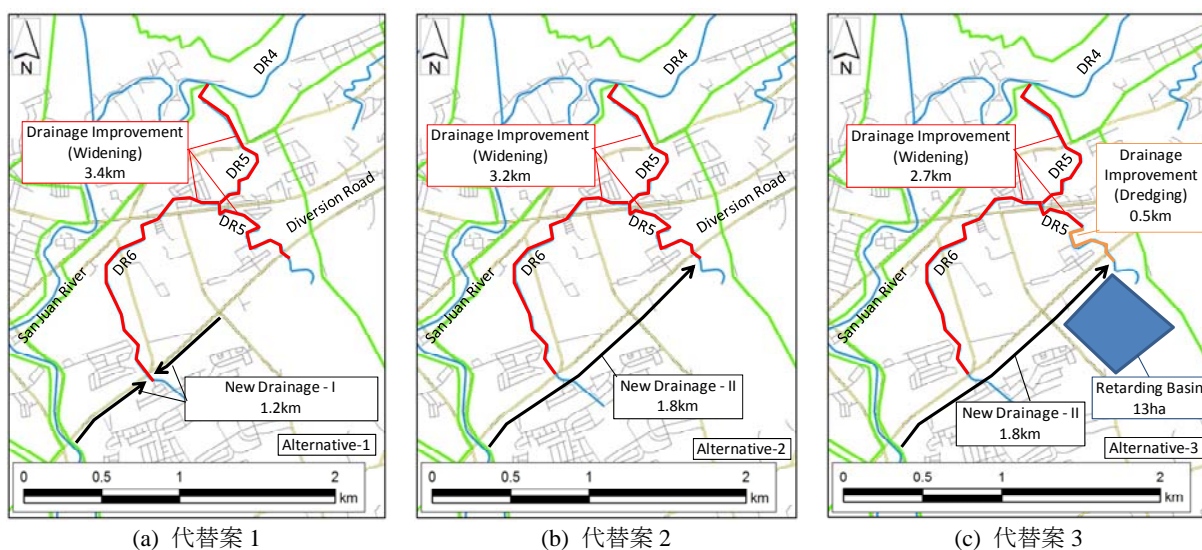 N
DR4
Drainage Improvement
(Widening)
3.4km
DR5
Diversion Road
DR5
DR6
San Juan River
New Drainage - I
1.2km
Alternative-1
0 0.5 1 2
km
(a) 代替案 1
N
DR4
Drainage Improvement
(Widening)
3.2km
DR5
Diversion Road
DR5
DR6
San Juan River
New Drainage - II
1.8km
Alternative-2
0 0.5 1 2
km
(b) 代替案 2
N
DR4
Drainage Improvement
(Widening)
2.7km
DR5
Drainage
Improvement
(Dredging)
0.5km
Diversion Road
DR5
DR6
San Juan River
Retarding Basin
13ha
New Drainage - II
1.8km
Alternative-3
0 0.5 1 2
km
(c) 代替案 3